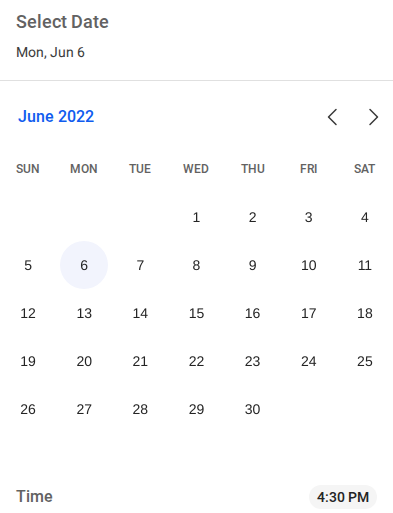 Select Date
Mon, Jun 6
June 2022
SUN MON TUE WED THU FRI SAT
1 2 3 4
5 6 7 8 9 10 11
12 13 14 15 16 17 18
19 20 21 22 23 24 25
26 27 28 29 30
Time 4:30 PM